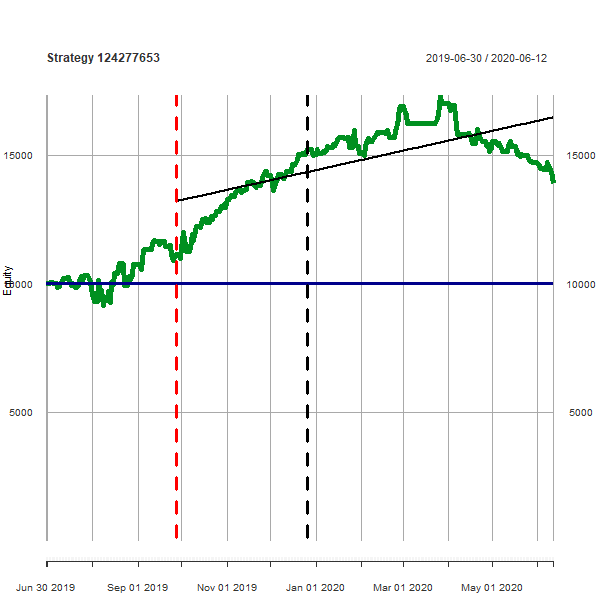 Strategy 124277653
2019-06-30 / 2020-06-12
15000
15000
Equity
10000
10000
5000
5000
Jun 30 2019
Sep 01 2019
Nov 01 2019
Jan 01 2020
Mar 01 2020
May 01 2020